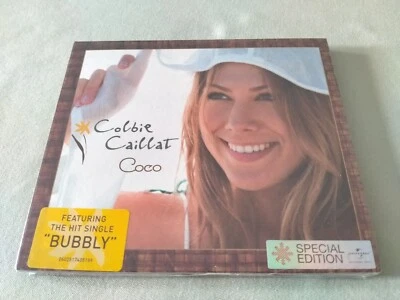 Colbie
Caillat
Coco
FEATURING
THE HIT SINGLE
"BUBBLY"
SPECIAL
EDITION